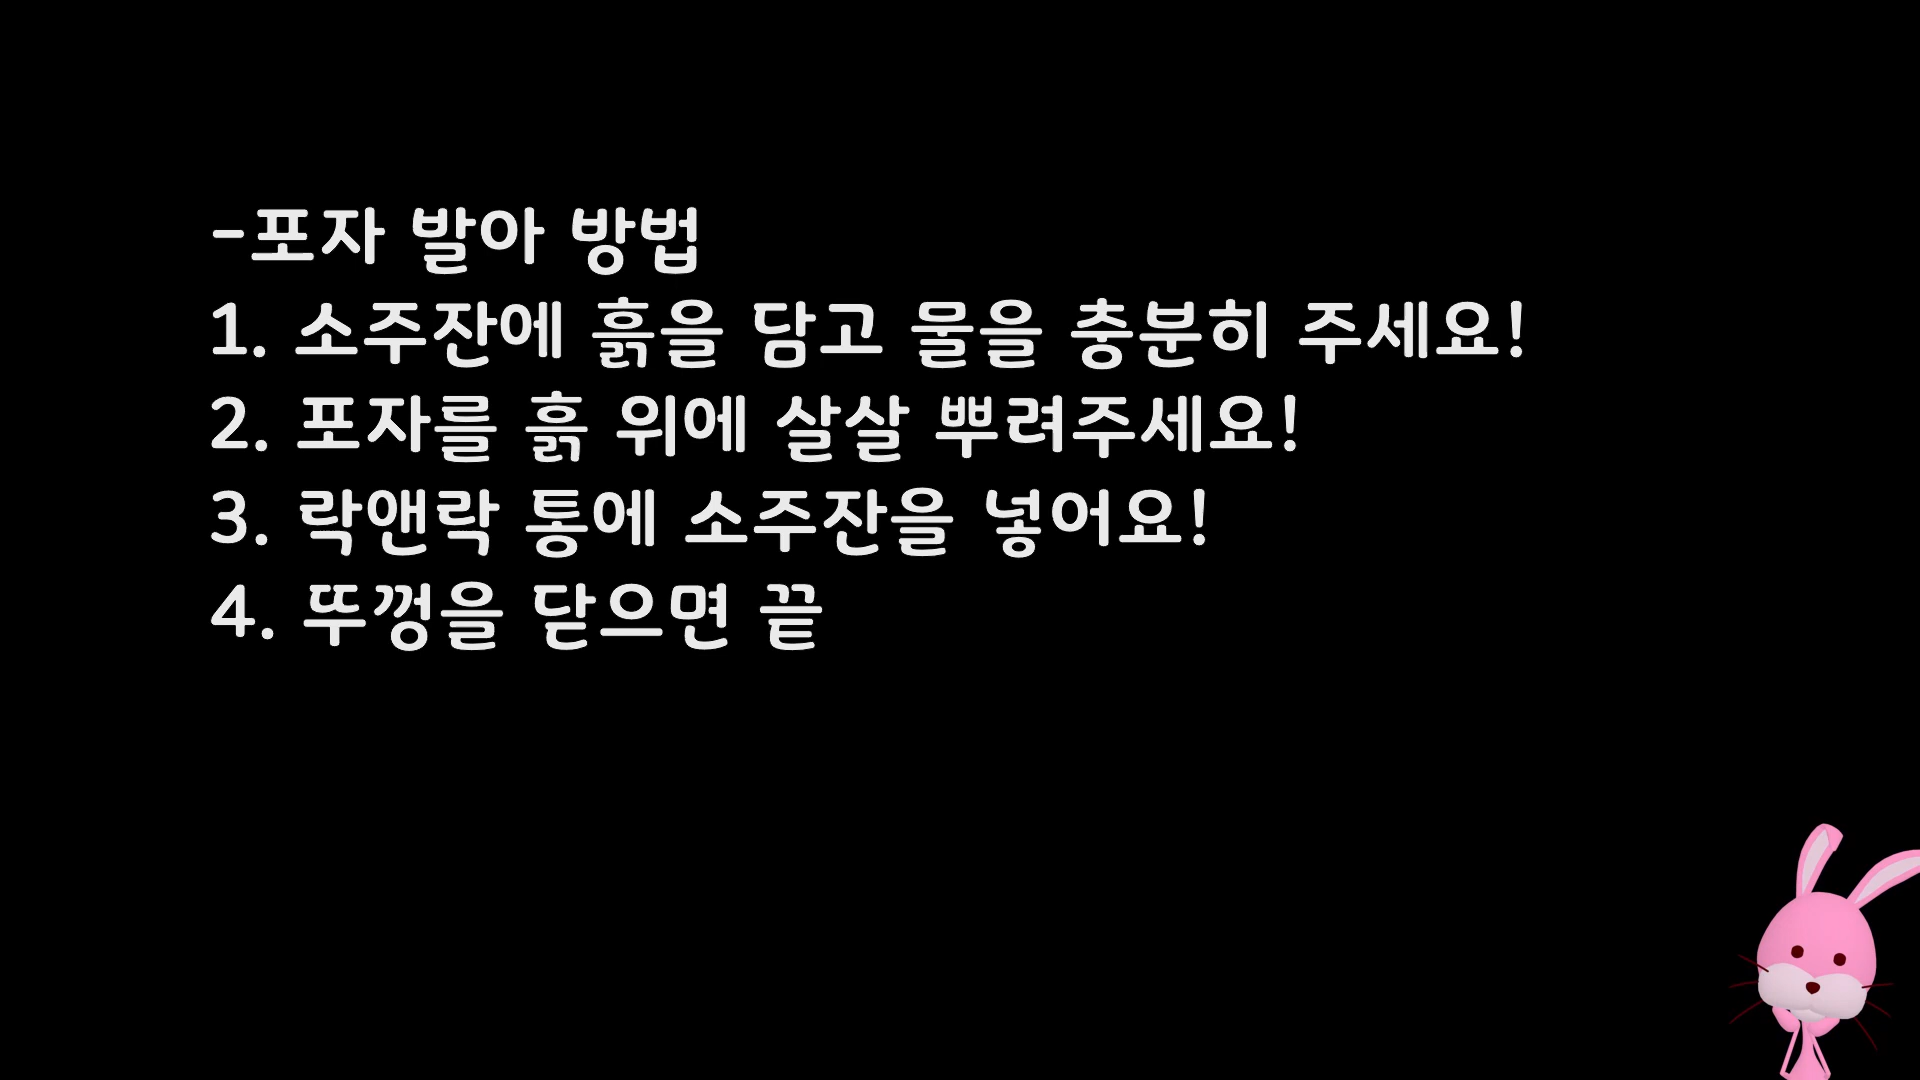 -포자 발아 방법
1. 소주잔에 흙을 담고 물을 충분히 주세요!
2. 포자를 흙 위에 살살 뿌려주세요!
3. 락앤락 통에 소주잔을 넣어요!
4. 뚜껑을 닫으면 끝